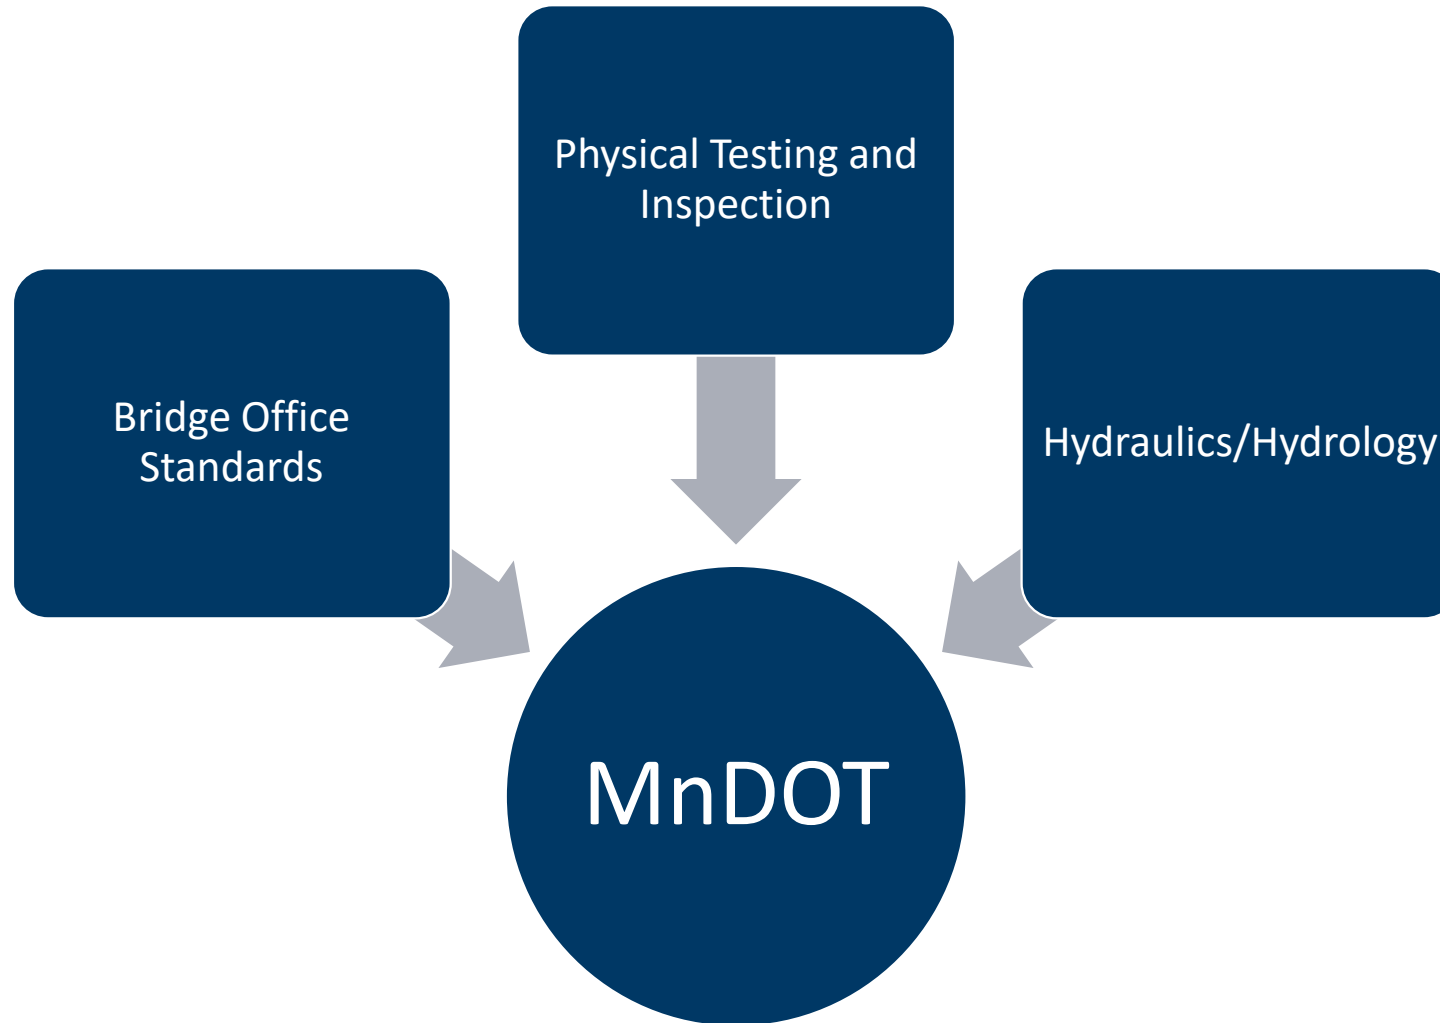 Physical Testing and
Inspection
Bridge Office
Standards
Hydraulics/Hydrology
MnDOT